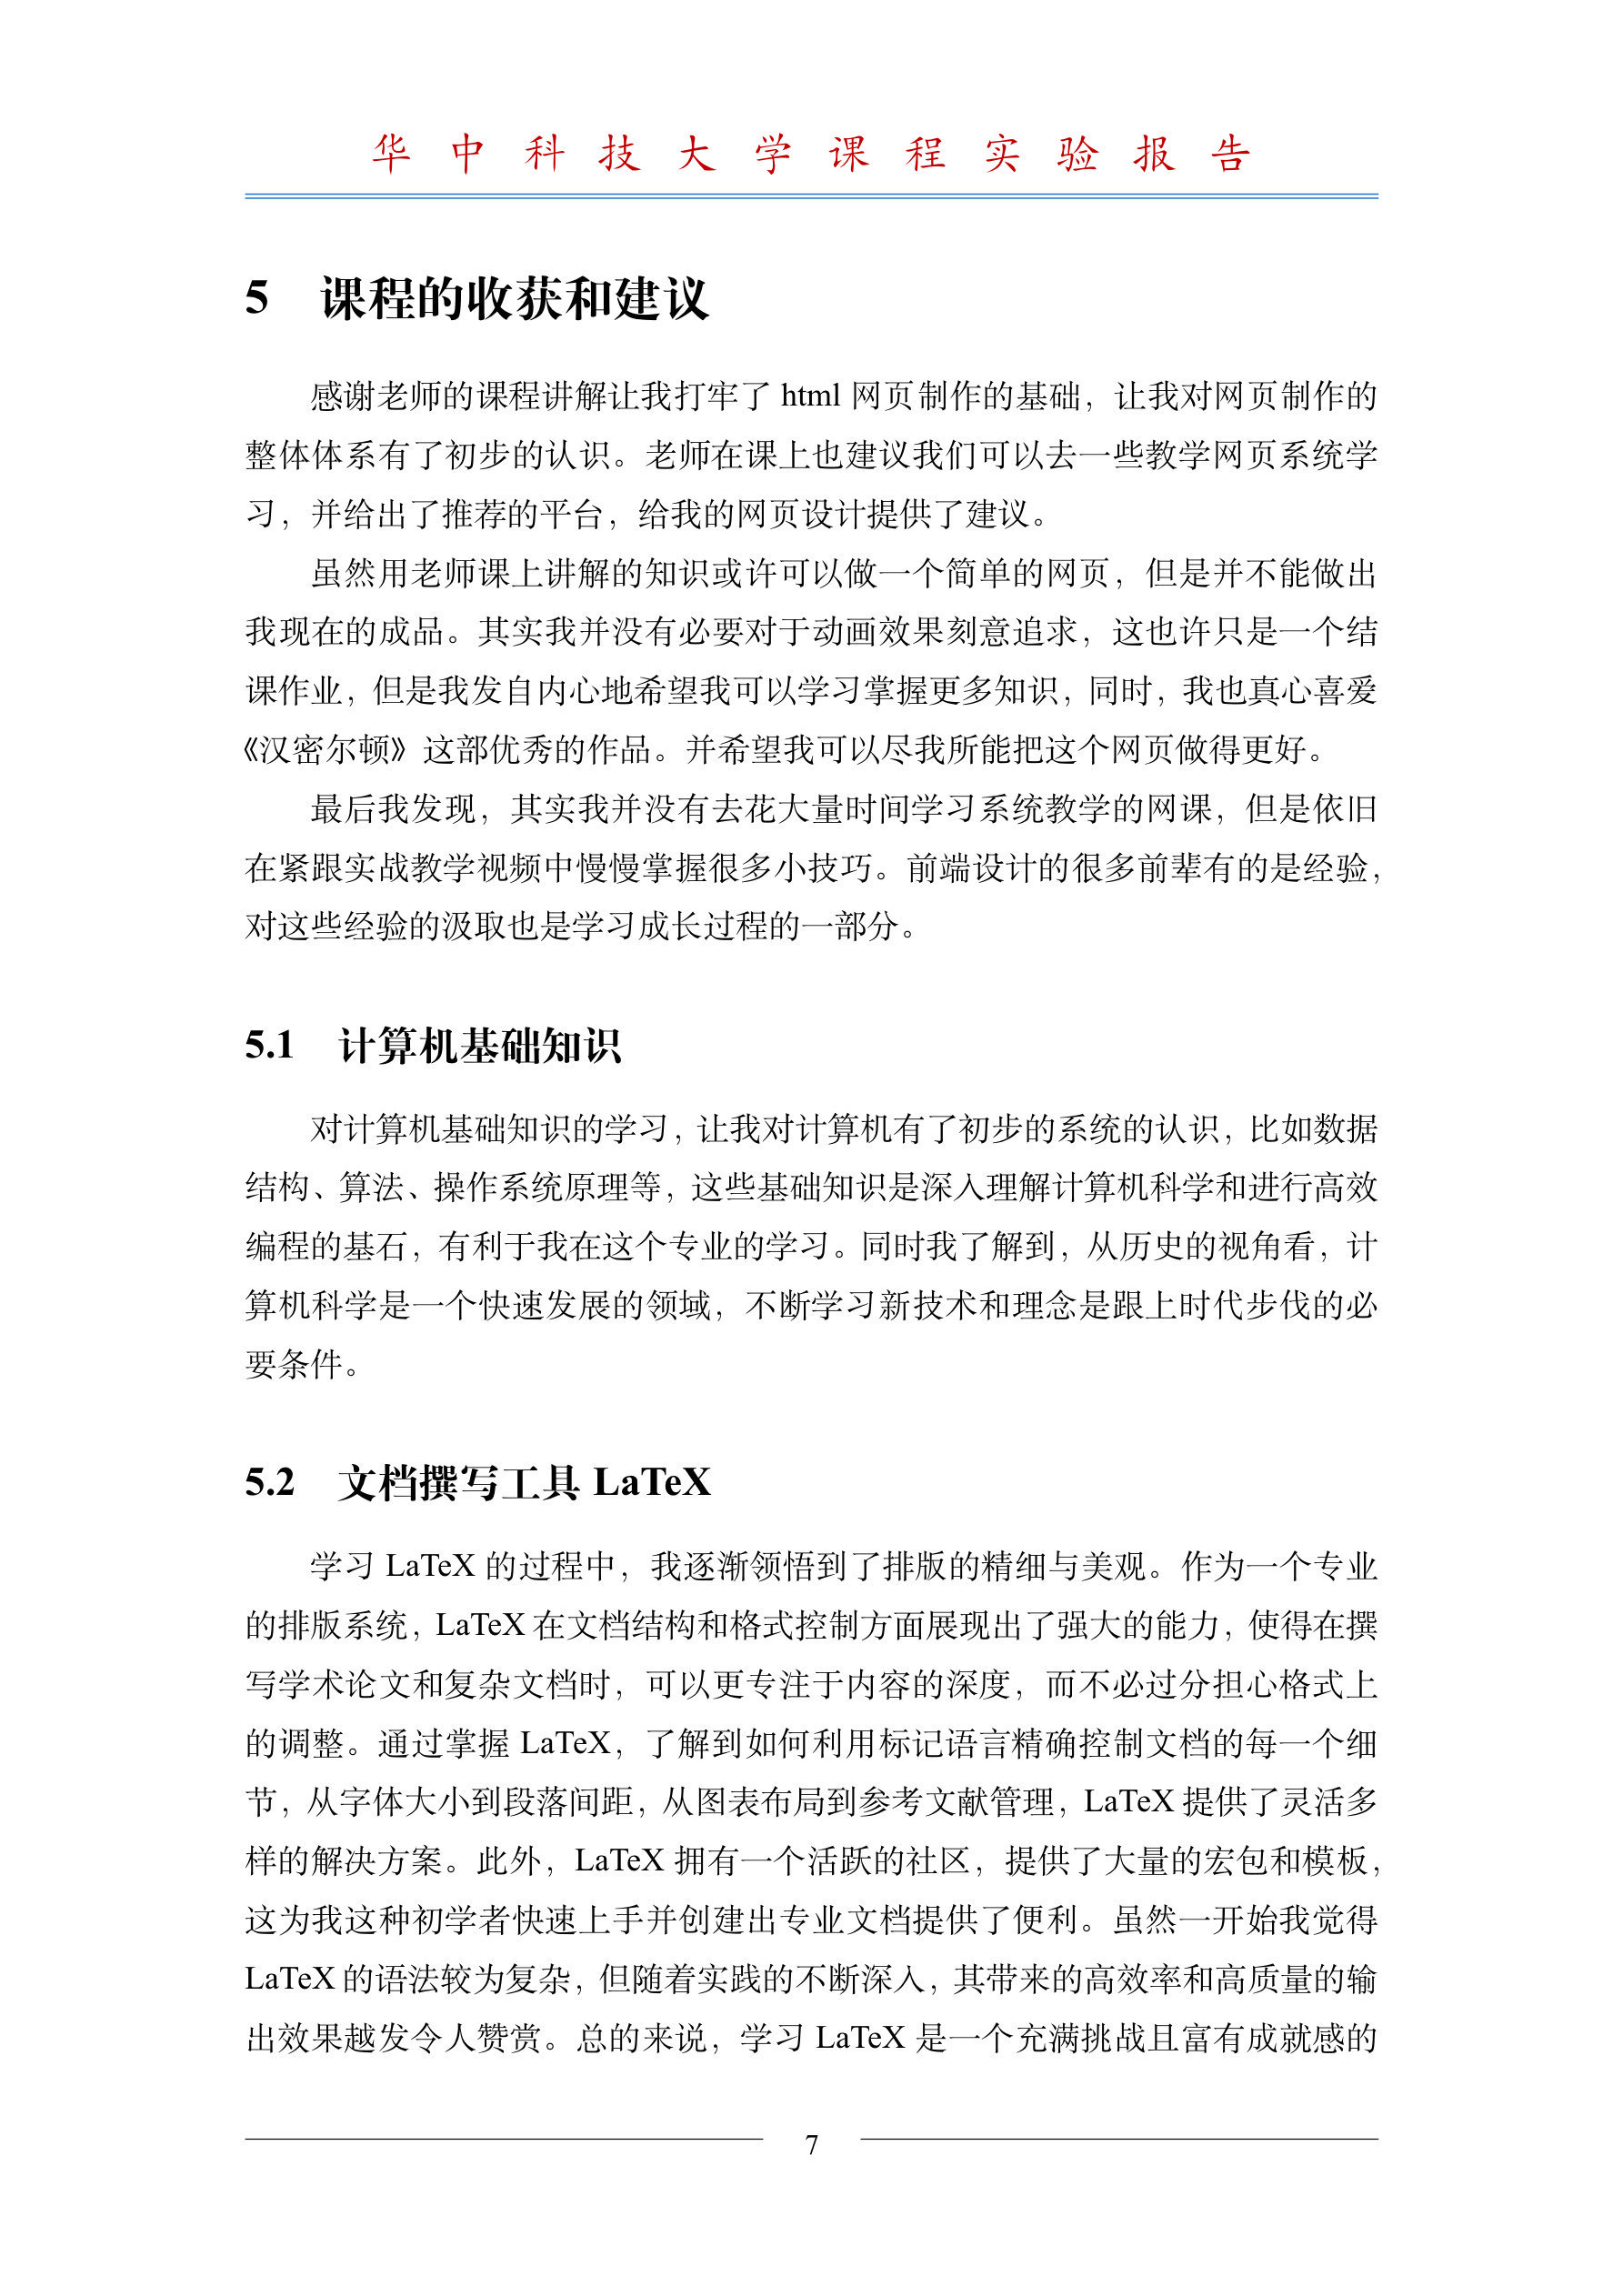 华中科技大学课程实验报告
5 课程的收获和建议
感谢老师的课程讲解让我打牢了 html 网页制作的基础，让我对网页制作的
整体体系有了初步的认识。老师在课上也建议我们可以去一些教学网页系统学
习，并给出了推荐的平台，给我的网页设计提供了建议。
虽然用老师课上讲解的知识或许可以做一个简单的网页，但是并不能做出
我现在的成品。其实我并没有必要对于动画效果刻意追求，这也许只是一个结
课作业，但是我发自内心地希望我可以学习掌握更多知识，同时，我也真心喜爱
《汉密尔顿》这部优秀的作品。并希望我可以尽我所能把这个网页做得更好。
最后我发现，其实我并没有去花大量时间学习系统教学的网课，但是依旧
在紧跟实战教学视频中慢慢掌握很多小技巧。前端设计的很多前辈有的是经验，
对这些经验的汲取也是学习成长过程的一部分。
5.1 计算机基础知识
对计算机基础知识的学习，让我对计算机有了初步的系统的认识，比如数据
结构、算法、操作系统原理等，这些基础知识是深入理解计算机科学和进行高效
编程的基石，有利于我在这个专业的学习。同时我了解到，从历史的视角看，计
算机科学是一个快速发展的领域，不断学习新技术和理念是跟上时代步伐的必
要条件。
5.2 文档撰写工具 LaTeX
学习 LaTeX 的过程中，我逐渐领悟到了排版的精细与美观。作为一个专业
的排版系统，LaTeX 在文档结构和格式控制方面展现出了强大的能力，使得在撰
写学术论文和复杂文档时，可以更专注于内容的深度，而不必过分担心格式上
的调整。通过掌握 LaTeX，了解到如何利用标记语言精确控制文档的每一个细
节，从字体大小到段落间距，从图表布局到参考文献管理，LaTeX 提供了灵活多
样的解决方案。此外，LaTeX 拥有一个活跃的社区，提供了大量的宏包和模板，
这为我这种初学者快速上手并创建出专业文档提供了便利。虽然一开始我觉得
LaTeX 的语法较为复杂，但随着实践的不断深入，其带来的高效率和高质量的输
出效果越发令人赞赏。总的来说，学习 LaTeX 是一个充满挑战且富有成就感的
7